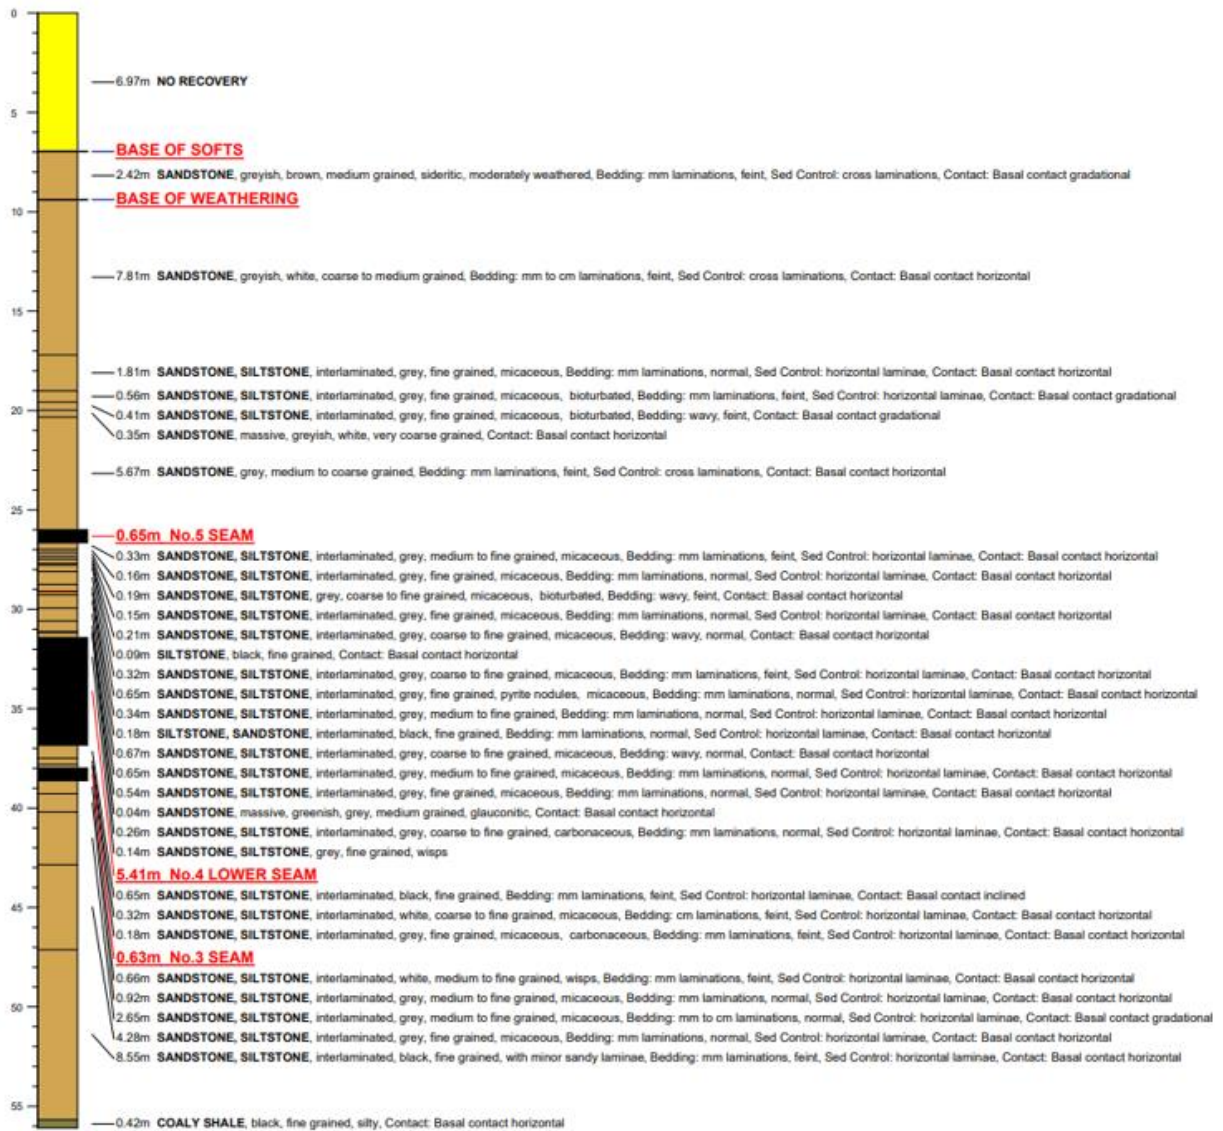 0
6.97m NO RECOVERY
5
BASE OF SOFTS
2.42m SANDSTONE, greyish, brown, medium grained, sideritic, moderately weathered, Bedding: mm laminations, feint, Sed Control: cross laminations, Contact: Basal contact gradational
BASE OF WEATHERING
10
7.81m SANDSTONE, greyish, white, coarse to medium grained, Bedding: mm to cm laminations, feint, Sed Control: cross laminations, Contact: Basal contact horizontal
15
1.81m SANDSTONE, SILTSTONE, interlaminated, grey, fine grained, micaceous, Bedding: mm laminations, normal, Sed Control: horizontal laminae, Contact: Basal contact horizontal
0.56m SANDSTONE, SILTSTONE, interlaminated, grey, fine grained, micaceous, bioturbated, Bedding: mm laminations, feint, Sed Control: horizontal laminae, Contact: Basal contact gradational
20
0.41m SANDSTONE, SILTSTONE, interlaminated, grey, fine grained, micaceous, bioturbated, Bedding: wavy, feint, Contact: Basal contact gradational
0.35m SANDSTONE, massive, greyish, white, very coarse grained, Contact: Basal contact horizontal
5.67m SANDSTONE, grey, medium to coarse grained, Bedding: mm laminations, feint, Sed Control: cross laminations, Contact: Basal contact horizontal
25
0.65m No.5 SEAM
0.33m SANDSTONE, SILTSTONE, interlaminated, grey, medium to fine grained, micaceous, Bedding: mm laminations, feint, Sed Control: horizontal laminae, Contact: Basal contact horizontal
0.16m SANDSTONE, SILTSTONE, interlaminated, grey, fine grained, micaceous, Bedding: mm laminations, normal, Sed Control: horizontal laminae, Contact: Basal contact horizontal
0.19m SANDSTONE, SILTSTONE, grey, coarse to fine grained, micaceous, bioturbated, Bedding: wavy, feint, Contact: Basal contact horizontal
30
0.15m SANDSTONE, SILTSTONE, interlaminated, grey, fine grained, micaceous, Bedding: mm laminations, normal, Sed Control: horizontal laminae, Contact: Basal contact horizontal
0.21m SANDSTONE, SILTSTONE, interlaminated, grey, coarse to fine grained, micaceous, Bedding: wavy, normal, Contact: Basal contact horizontal
0.09m SILTSTONE, black, fine grained, Contact: Basal contact horizontal
0.32m SANDSTONE, SILTSTONE, interlaminated, grey, coarse to fine grained, micaceous, Bedding: mm laminations, feint, Sed Control: horizontal laminae, Contact: Basal contact horizontal
0.65m SANDSTONE, SILTSTONE, interlaminated, grey, fine grained, pyrite nodules, micaceous, Bedding: mm laminations, normal, Sed Control: horizontal laminae, Contact: Basal contact horizontal
35
0.34m SANDSTONE, SILTSTONE, interlaminated, grey, medium to fine grained, Bedding: mm laminations, normal, Sed Control: horizontal laminae, Contact: Basal contact horizontal
0.18m SILTSTONE, SANDSTONE, interlaminated, black, fine grained, Bedding: mm laminations, normal, Sed Control: horizontal laminae, Contact: Basal contact horizontal
0.67m SANDSTONE, SILTSTONE, interlaminated, grey, coarse to fine grained, micaceous, Bedding: wavy, normal, Contact: Basal contact horizontal
0.65m SANDSTONE, SILTSTONE, interlaminated, grey, medium to fine grained, micaceous, Bedding: mm laminations, normal, Sed Control: horizontal laminae, Contact: Basal contact horizontal
0.54m SANDSTONE, SILTSTONE, interlaminated, grey, fine grained, micaceous, Bedding: mm laminations, normal, Sed Control: horizontal laminae, Contact: Basal contact horizontal
40
0.04m SANDSTONE, massive, greenish, grey, medium grained, glauconitic, Contact: Basal contact horizontal
0.26m SANDSTONE, SILTSTONE, interlaminated, grey, coarse to fine grained, carbonaceous, Bedding: mm laminations, normal, Sed Control: horizontal laminae, Contact: Basal contact horizontal
0.14m SANDSTONE, SILTSTONE, grey, fine grained, wisps
5.41m No.4 LOWER SEAM
0.65m SANDSTONE, SILTSTONE, interlaminated, black, fine grained, Bedding: mm laminations, feint, Sed Control: horizontal laminae, Contact: Basal contact inclined
45
0.32m SANDSTONE, SILTSTONE, interlaminated, white, coarse to fine grained, micaceous, Bedding: cm laminations, feint, Sed Control: horizontal laminae, Contact: Basal contact horizontal
0.18m SANDSTONE, SILTSTONE, interlaminated, grey, fine grained, micaceous, carbonaceous, Bedding: mm laminations, feint, Sed Control: horizontal laminae, Contact: Basal contact horizontal
0.63m No.3 SEAM
0.66m SANDSTONE, SILTSTONE, interlaminated, white, medium to fine grained, wisps, Bedding: mm laminations, feint, Sed Control: horizontal laminae, Contact: Basal contact horizontal
0.92m SANDSTONE, SILTSTONE, interlaminated, grey, medium to fine grained, micaceous, Bedding: mm laminations, normal, Sed Control: horizontal laminae, Contact: Basal contact horizontal
50
2.65m SANDSTONE, SILTSTONE, interlaminated, grey, medium to fine grained, micaceous, Bedding: mm to cm laminations, normal, Sed Control: horizontal laminae, Contact: Basal contact gradational
4.28m SANDSTONE, SILTSTONE, interlaminated, grey, fine grained, micaceous, Bedding: mm laminations, normal, Sed Control: horizontal laminae, Contact: Basal contact horizontal
8.55m SANDSTONE, SILTSTONE, interlaminated, black, fine grained, with minor sandy laminae, Bedding: mm laminations, feint, Sed Control: horizontal laminae, Contact: Basal contact horizontal
55
0.42m COALY SHALE, black, fine grained, silty, Contact: Basal contact horizontal